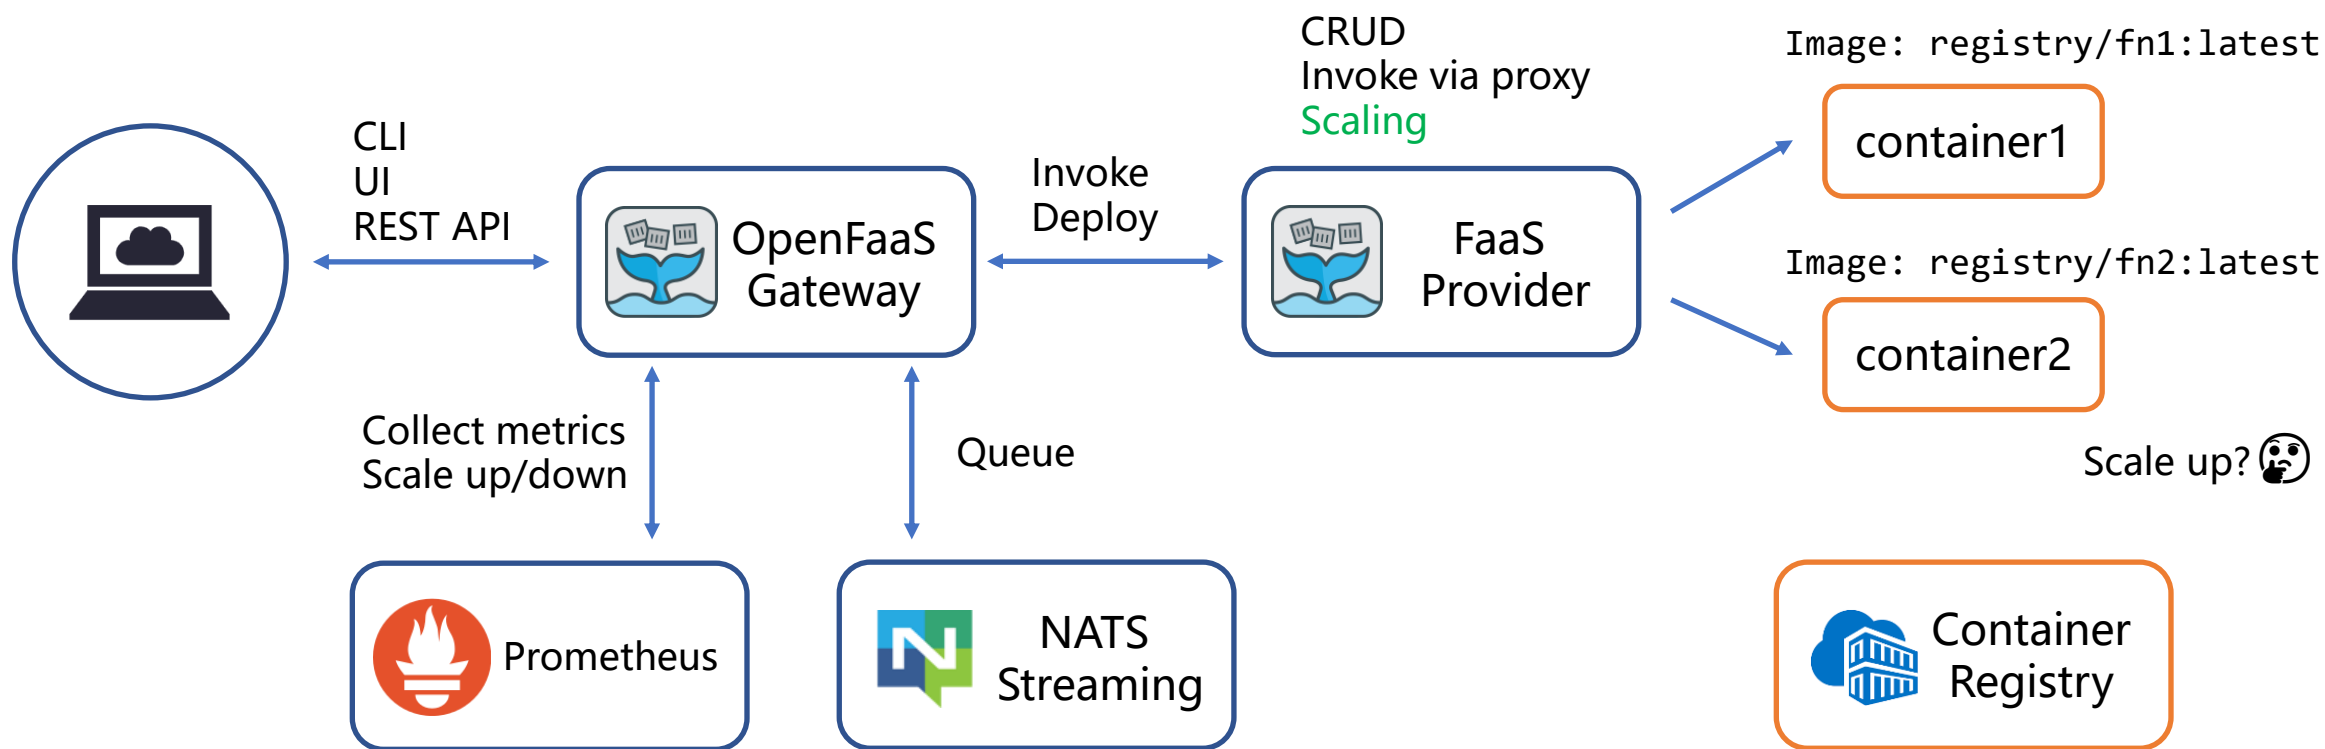 CLI
UI
REST API
OpenFaaS
Gateway
Invoke
Deploy
CRUD
Invoke via proxy
Scaling
FaaS
Provider
Image: registry/fn1:latest
container1
Image: registry/fn2:latest
container2
Scale up?
Collect metrics
Scale up/down
Queue
Prometheus
NATS
Streaming
Container
Registry